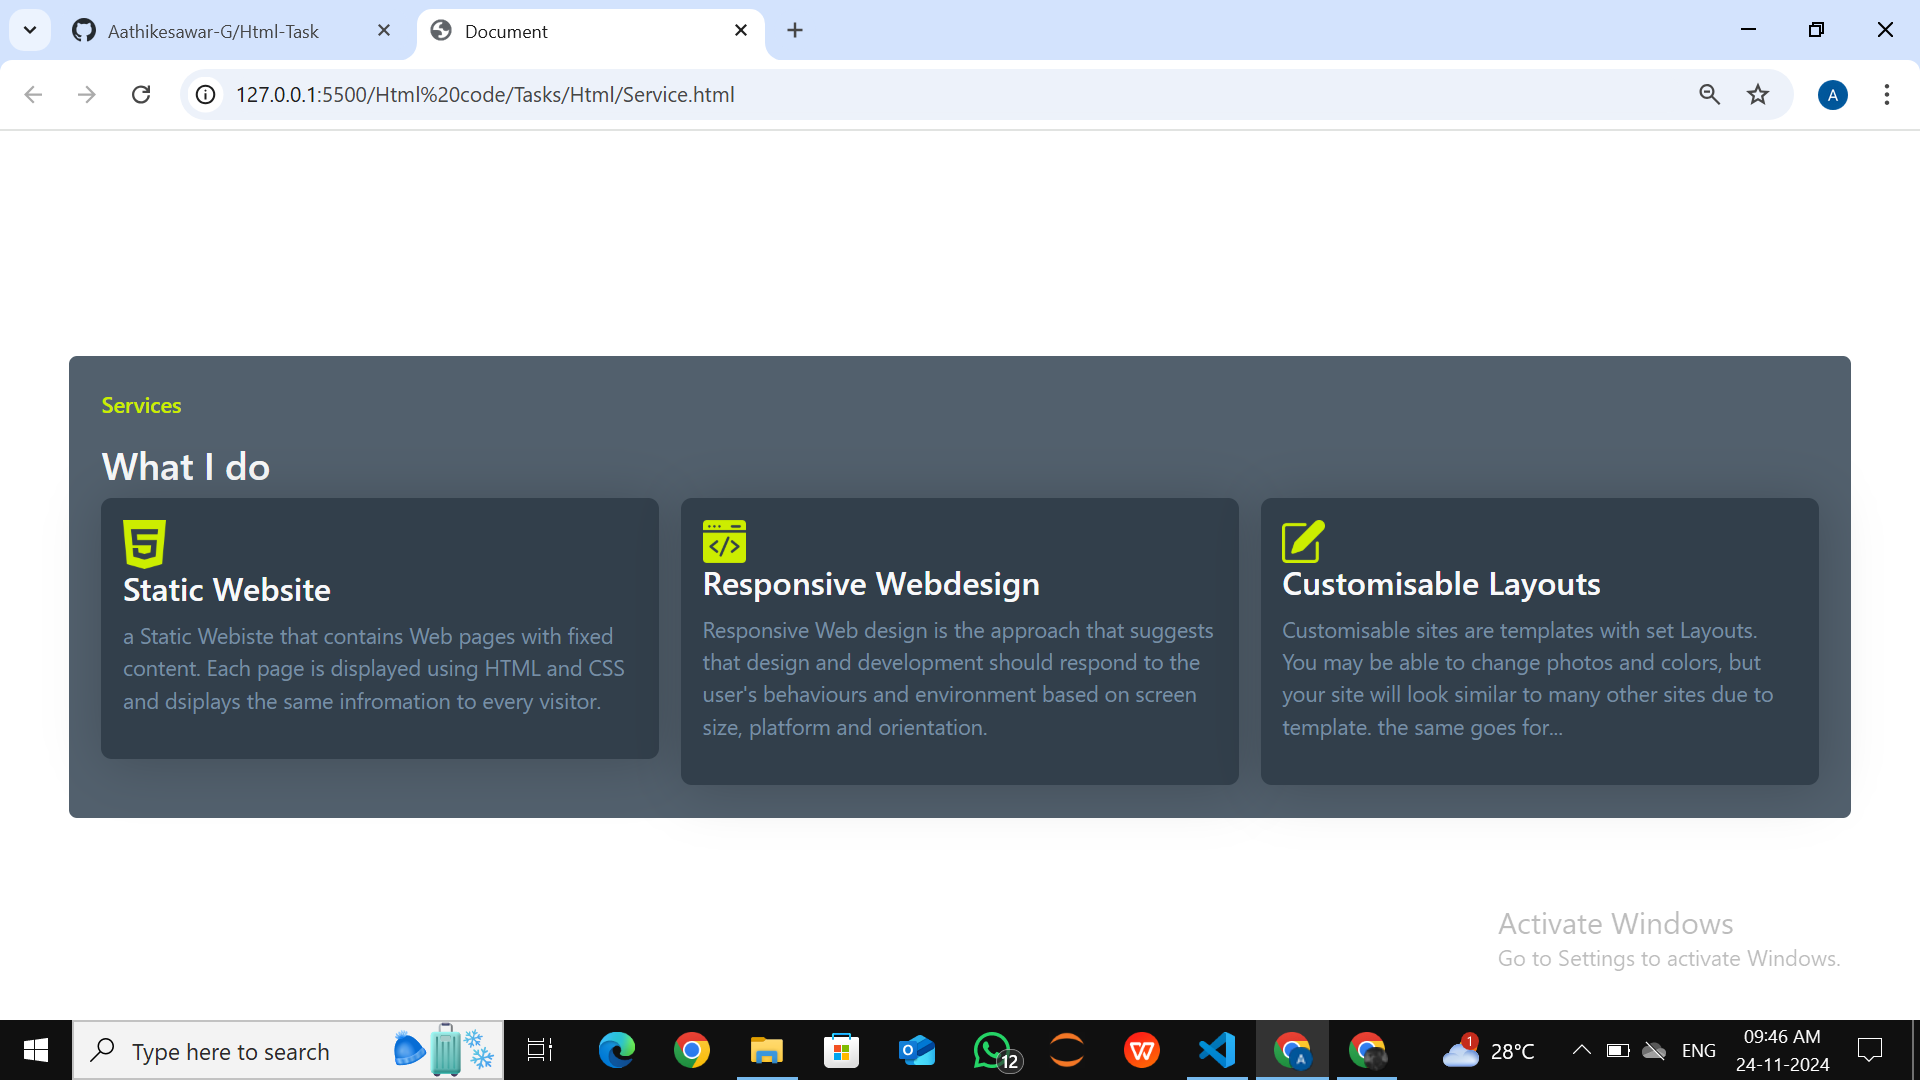 Aathikesawar-G/Html-Task
Document
127.0.0.1:5500/Html%20code/Tasks/Html/Service.html
A
Services
What I do
Static Website
a Static Webiste that contains Web pages with fixed
content. Each page is displayed using HTML and CSS
and dsiplays the same infromation to every visitor.
Responsive Webdesign
Responsive Web design is the approach that suggests
that design and development should respond to the
user's behaviours and environment based on screen
size, platform and orientation.
Customisable Layouts
Customisable sites are templates with set Layouts.
You may be able to change photos and colors, but
your site will look similar to many other sites due to
template. the same goes for...
Activate Windows
Go to Settings to activate Windows.
Type here to search
12
A
1
28°C
ENG
09:46 AM
24-11-2024